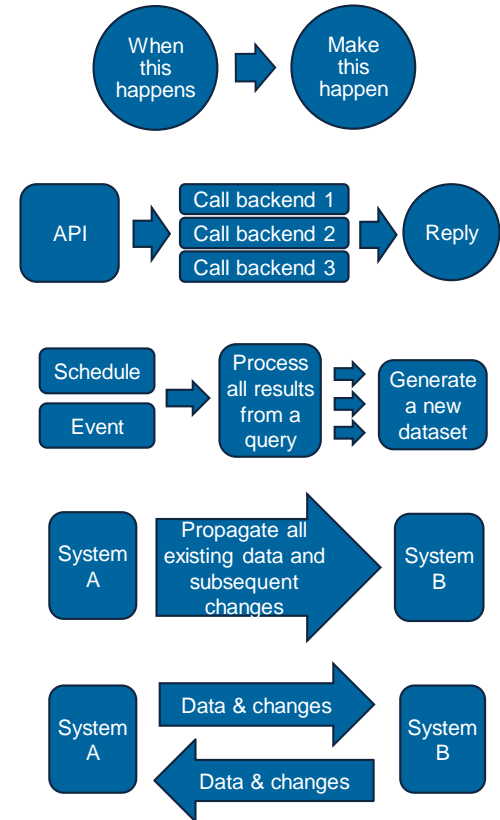 When
this
happens
Make
this
happen
API
Call backend 1
Call backend 2
Call backend 3
Reply
Schedule
Event
Process
all results
from a
query
Generate
a new
dataset
System
A
Propagate all
existing data and
subsequent
changes
System
B
System
A
Data & changes
Data & changes
System
B